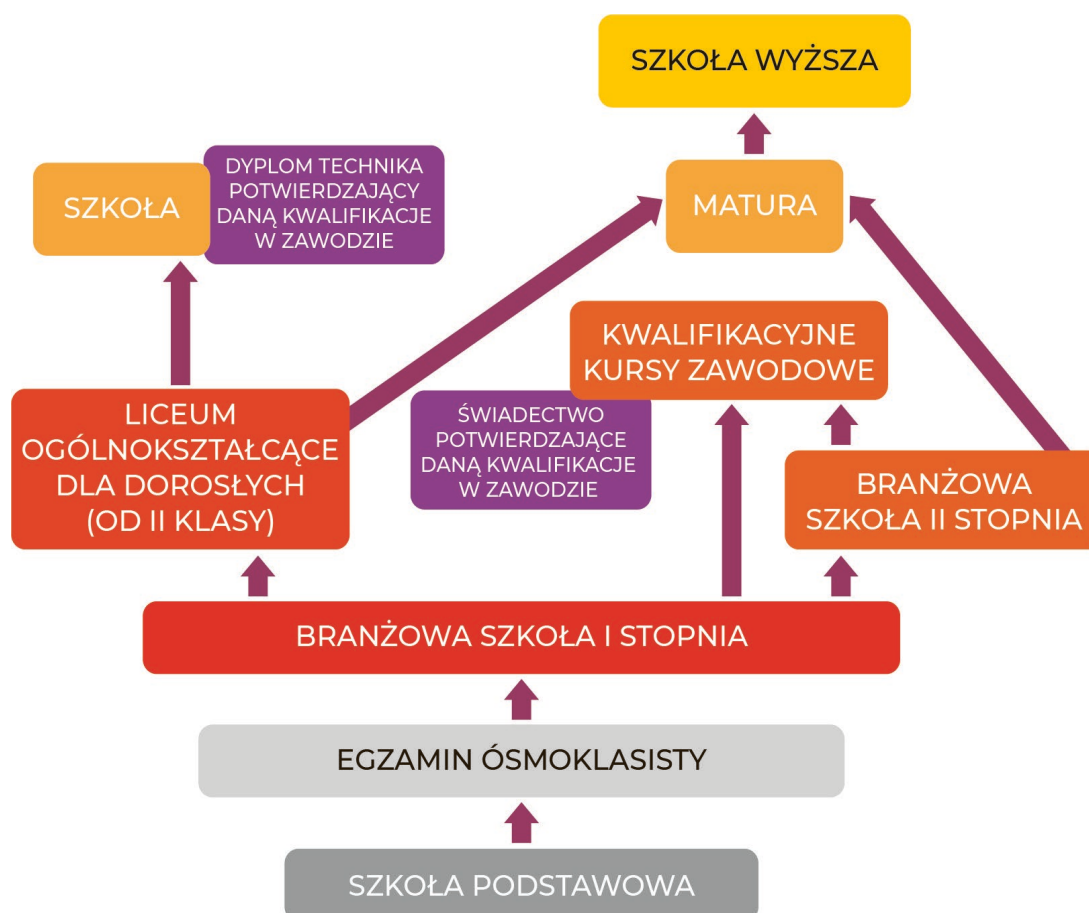 SZKOŁA WYŻSZA
DYPLOM TECHNIKA
POTWIERDZAJĄCY
DANĄ KWALIFIKACJE
W ZAWODZIE
SZKOŁA
MATURA
KWALIFIKACYJNE
KURSY ZAWODOWE
LICEUM
OGÓLNOKSZTAŁCĄCE
DLA DOROSŁYCH
(OD II KLASY)
ŚWIADECTWO
POTWIERDZAJĄCE
DANĄ KWALIFIKACJE
W ZAWODZIE
BRANŻOWA
SZKOŁA II STOPNIA
BRANŻOWA SZKOŁA I STOPNIA
EGZAMIN ÓSMOKLASISTY
SZKOŁA PODSTAWOWA